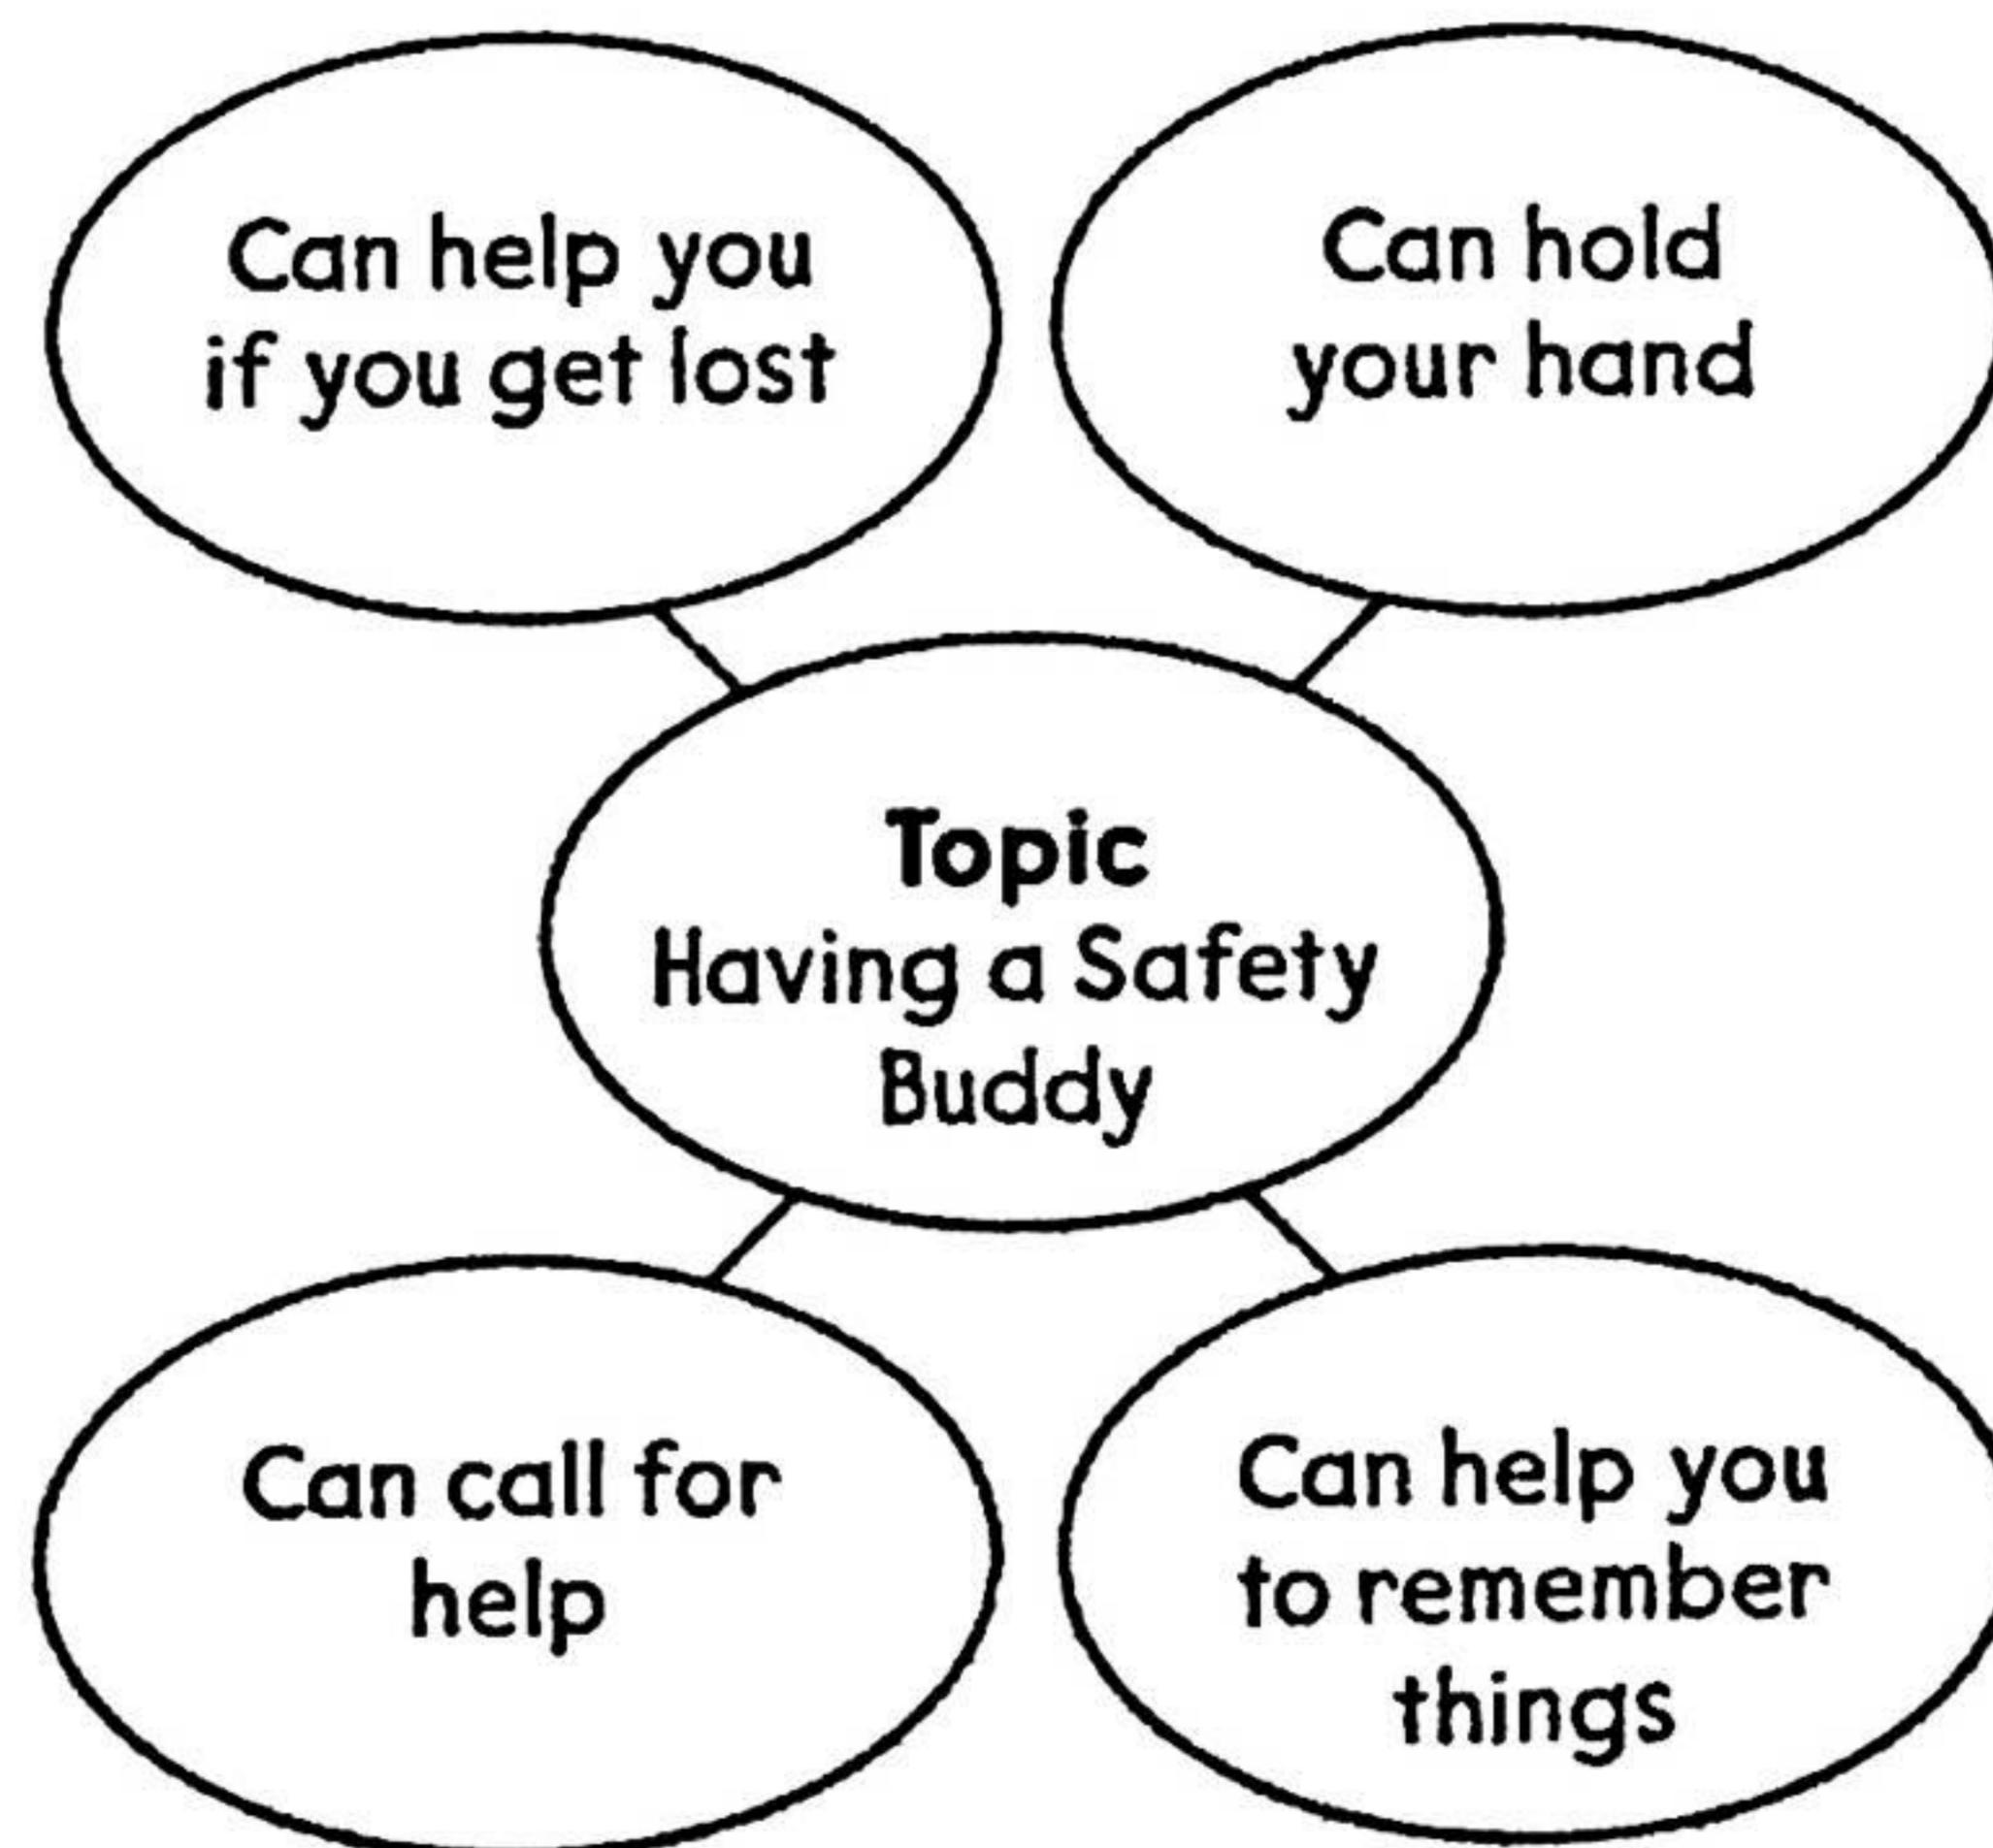 Can help you
if you get lost
Can hold
your hand
Topic
Having a Safety
Buddy
Can call for
help
Can help you
to remember
things